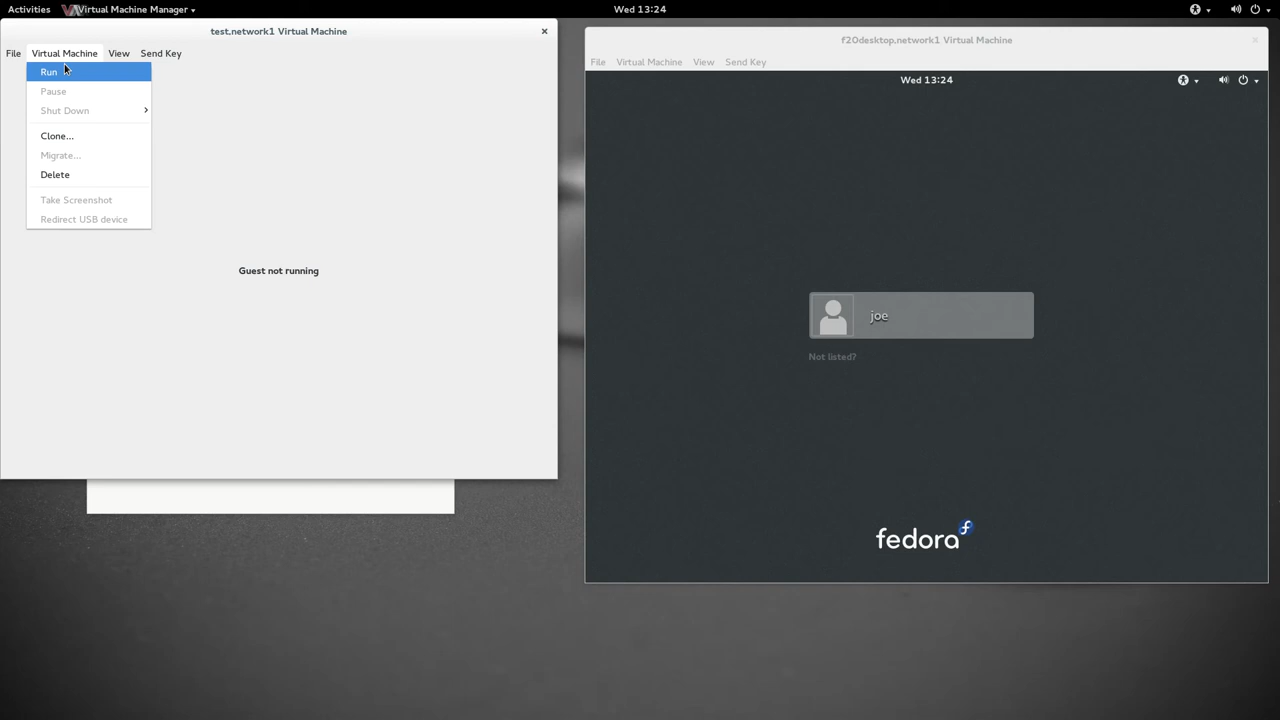 Activities Virtual Machine Manager Wed 13:24
test,network1 Virtual Machine
File Virtual Machine View Send Key
Run
Pause
Shut Down
Clone...
Migrate...
Delete
Take Screenshot
Redirect USB device
Guest not running
f20desktop,network1 Virtual Machine
File Virtual Machine View Send Key
Wed 13:24
joe
Not listed?
fedora